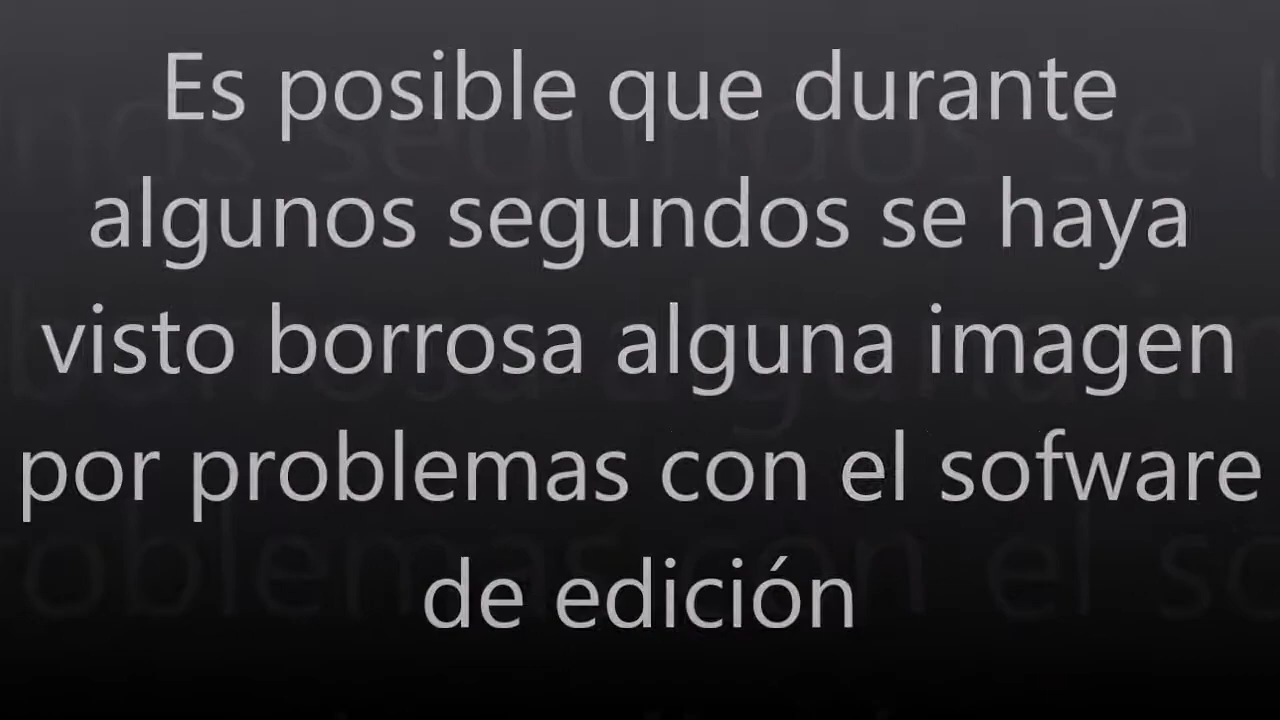 Es posible que durante
algunos segundos se haya
visto borrosa alguna imagen
por problemas con el sofware
de edición